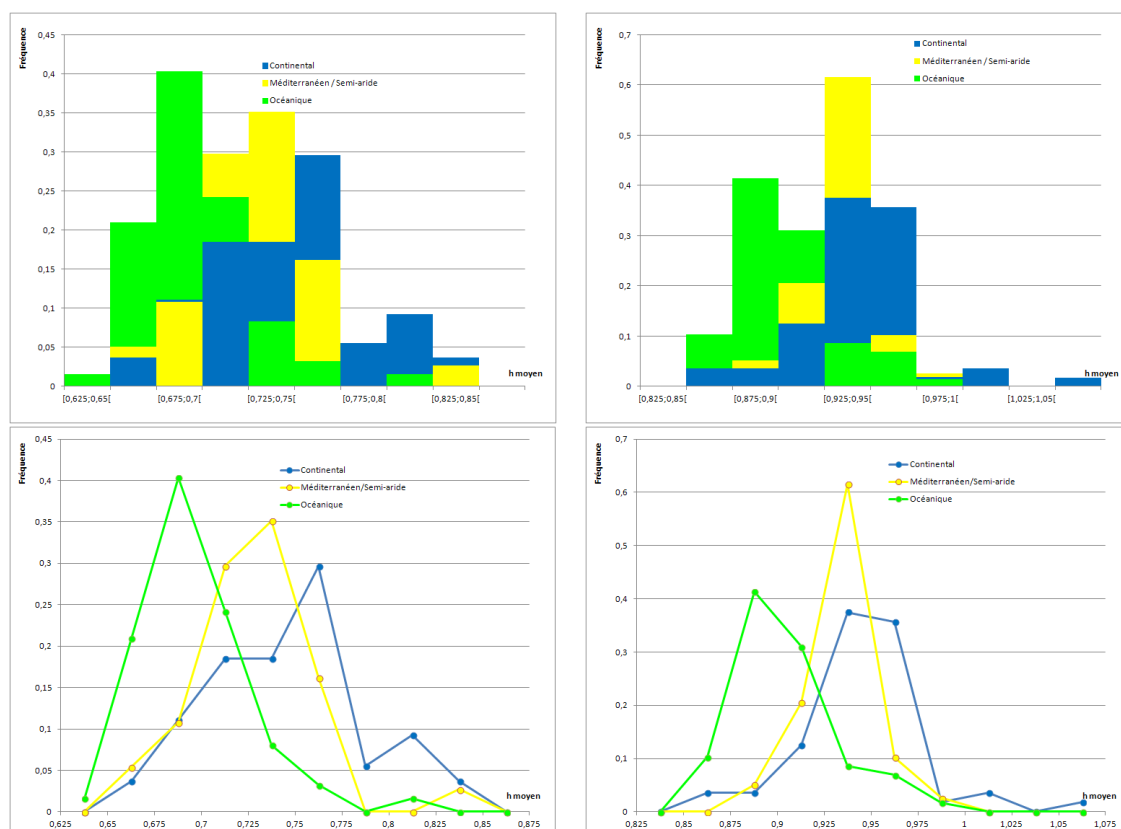 Fréquence
0,45
0,4
0,35
0,3
0,25
0,2
0,15
0,1
0,05
0
Continental
Méditerranéen / Semi-aride
Océanique
h moyen
[0,625;0,65[
[0,675;0,7[
[0,725;0,75[
[0,775;0,8[
[0,825;0,85[
Fréquence
0,7
0,6
0,5
0,4
0,3
0,2
0,1
0
Continental
Méditerranéen / Semi-aride
Océanique
h moyen
[0,825;0,85[
[0,875;0,9[
[0,925;0,95[
[0,975;1[
[1,025;1,05[
Fréquence
0,45
0,4
0,35
0,3
0,25
0,2
0,15
0,1
0,05
0
Continental
Méditerranéen/Semi-aride
Océanique
h moyen
0,625 0,65 0,675 0,7 0,725 0,75 0,775 0,8 0,825 0,85 0,875
Fréquence
0,7
0,6
0,5
0,4
0,3
0,2
0,1
0
Continental
Méditerranéen/Semi-aride
Océanique
h moyen
0,825 0,85 0,875 0,9 0,925 0,95 0,975 1 1,025 1,05 1,075